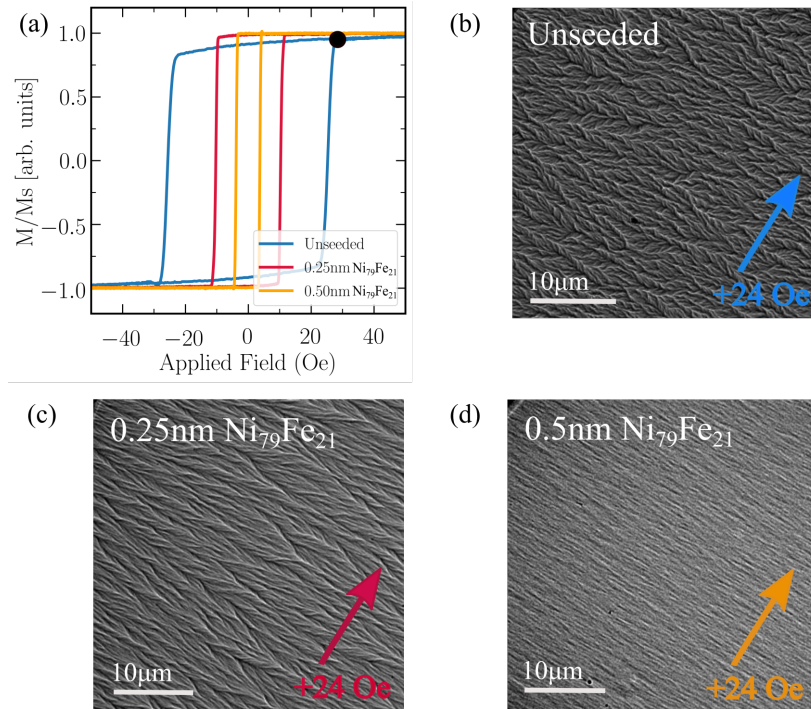 (a)
1.0
0.5
0.0
−0.5
−1.0
M/Ms [arb. units]
Unseeded
0.25nm Ni₇₉Fe₂₁
0.50nm Ni₇₉Fe₂₁
−40 −20 0 20 40
Applied Field (Oe)
(b)
Unseeded
10μm
+24 Oe
(c)
0.25nm Ni₇₉Fe₂₁
10μm
+24 Oe
(d)
0.5nm Ni₇₉Fe₂₁
10μm
+24 Oe